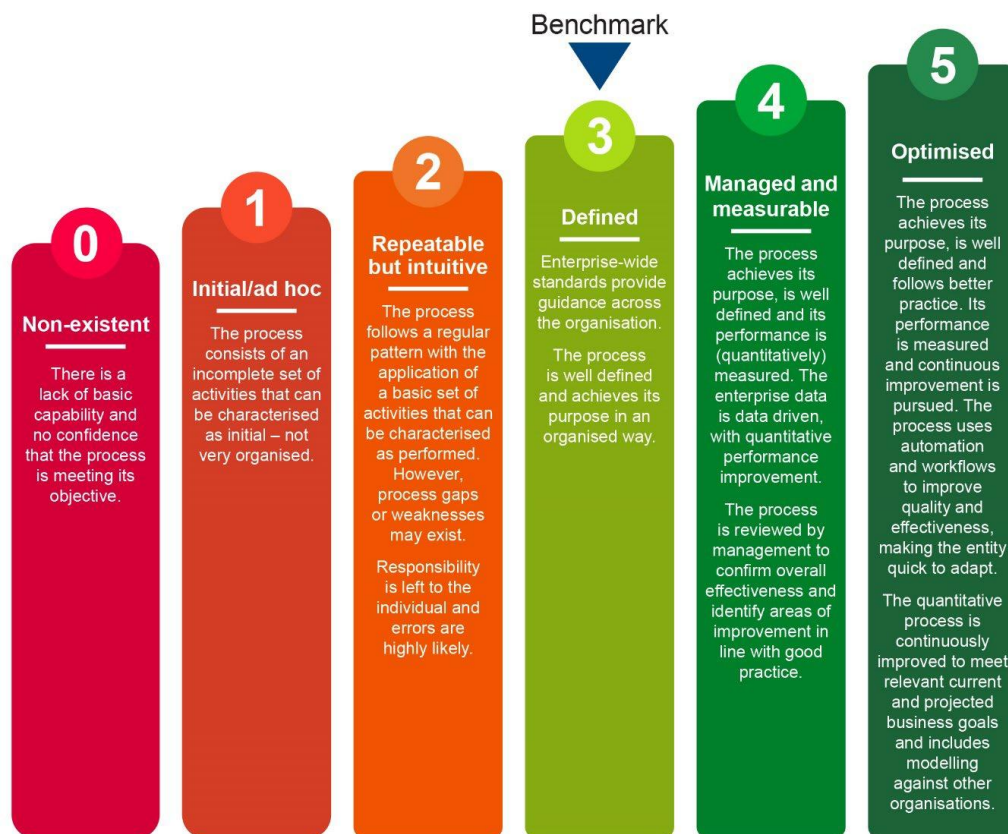 Benchmark
0
Non-existent
There is a
lack of basic
capability and
no confidence
that the process
is meeting its
objective.
1
Initial/ad hoc
The process
consists of an
incomplete set of
activities that can
be characterised
as initial – not
very organised.
2
Repeatable
but intuitive
The process
follows a regular
pattern with the
application of
a basic set of
activities that can
be characterised
as performed.
However,
process gaps
or weaknesses
may exist.
Responsibility
is left to the
individual and
errors are
highly likely.
3
Defined
Enterprise-wide
standards provide
guidance across
the organisation.
The process
is well defined
and achieves its
purpose in an
organised way.
4
Managed and
measurable
The process
achieves its
purpose, is well
defined and its
performance is
(quantitatively)
measured. The
enterprise data
is data driven,
with quantitative
performance
improvement.
The process
is reviewed by
management to
confirm overall
effectiveness and
identify areas of
improvement in
line with good
practice.
5
Optimised
The process
achieves its
purpose, is well
defined and
follows better
practice. Its
performance
is measured
and continuous
improvement is
pursued. The
process uses
automation
and workflows
to improve
quality and
effectiveness,
making the entity
quick to adapt.
The quantitative
process is
continuously
improved to meet
relevant current
and projected
business goals
and includes
modelling
against other
organisations.